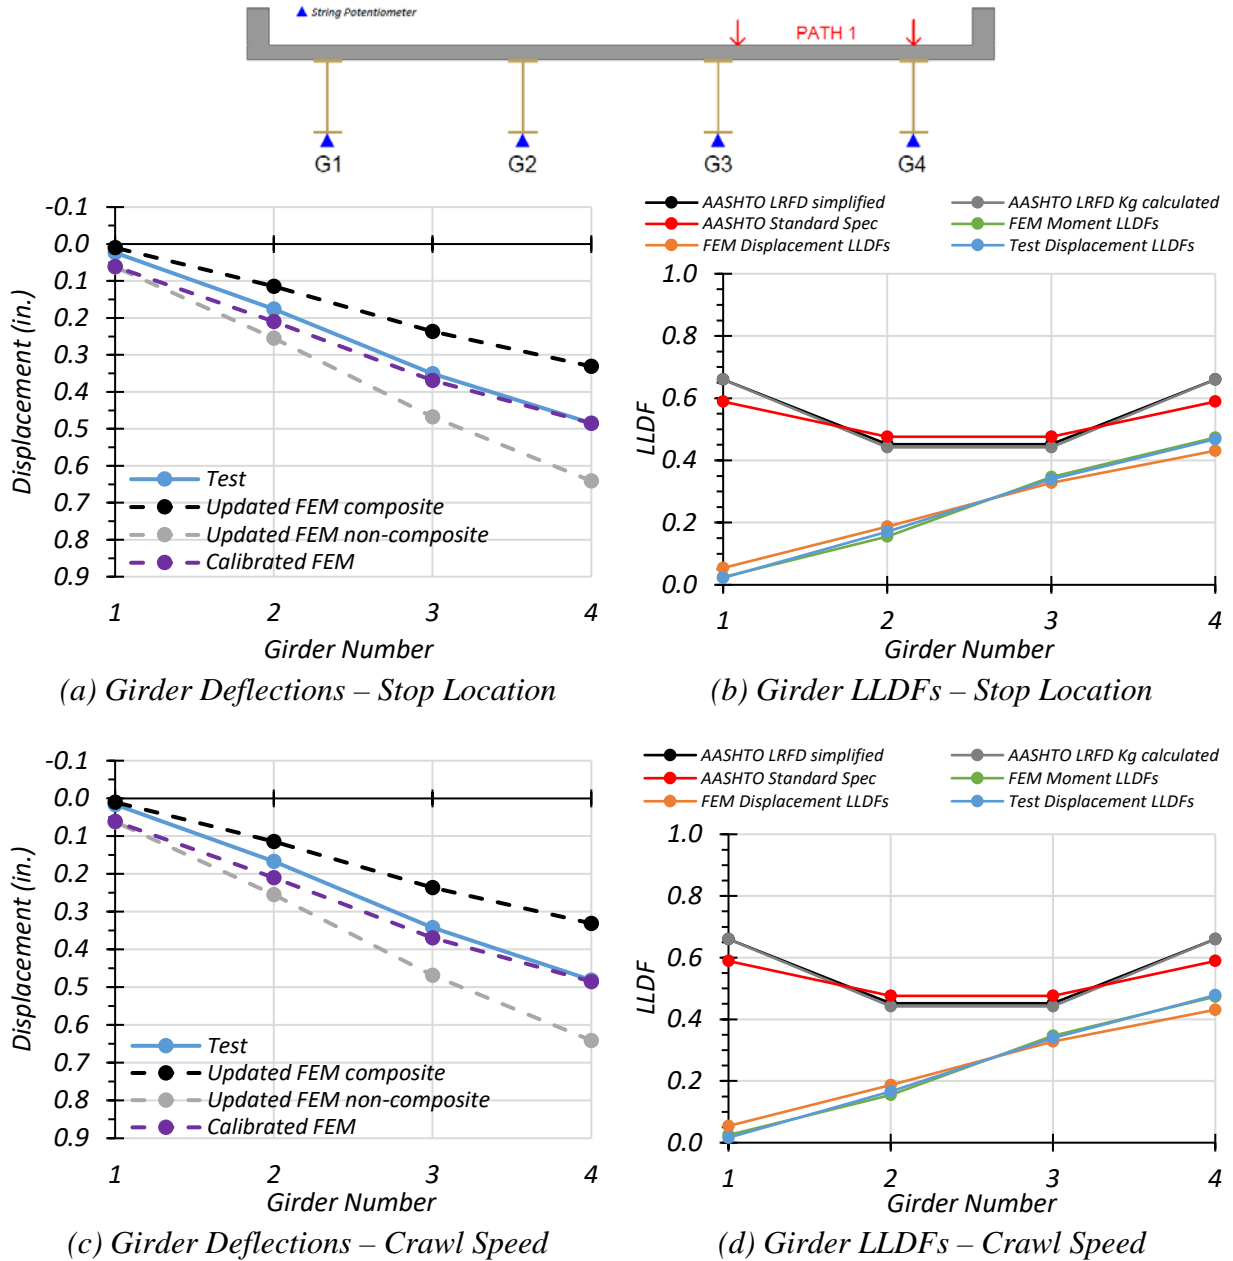 String Potentiometer
PATH 1
G1 G2 G3 G4
-0.1
0.0
0.1
0.2
0.3
0.4
0.5
0.6
0.7
0.8
0.9
Displacement (in.)
Test
Updated FEM composite
Updated FEM non-composite
Calibrated FEM
1 2 3 4
Girder Number
(a) Girder Deflections – Stop Location
AASHTO LRFD simplified AASHTO LRFD Kg calculated
AASHTO Standard Spec FEM Moment LLDFs
FEM Displacement LLDFs Test Displacement LLDFs
1.0
0.8
0.6
0.4
0.2
0.0
LLDF
1 2 3 4
Girder Number
(b) Girder LLDFs – Stop Location
-0.1
0.0
0.1
0.2
0.3
0.4
0.5
0.6
0.7
0.8
0.9
Displacement (in.)
Test
Updated FEM composite
Updated FEM non-composite
Calibrated FEM
1 2 3 4
Girder Number
(c) Girder Deflections – Crawl Speed
AASHTO LRFD simplified AASHTO LRFD Kg calculated
AASHTO Standard Spec FEM Moment LLDFs
FEM Displacement LLDFs Test Displacement LLDFs
1.0
0.8
0.6
0.4
0.2
0.0
LLDF
1 2 3 4
Girder Number
(d) Girder LLDFs – Crawl Speed